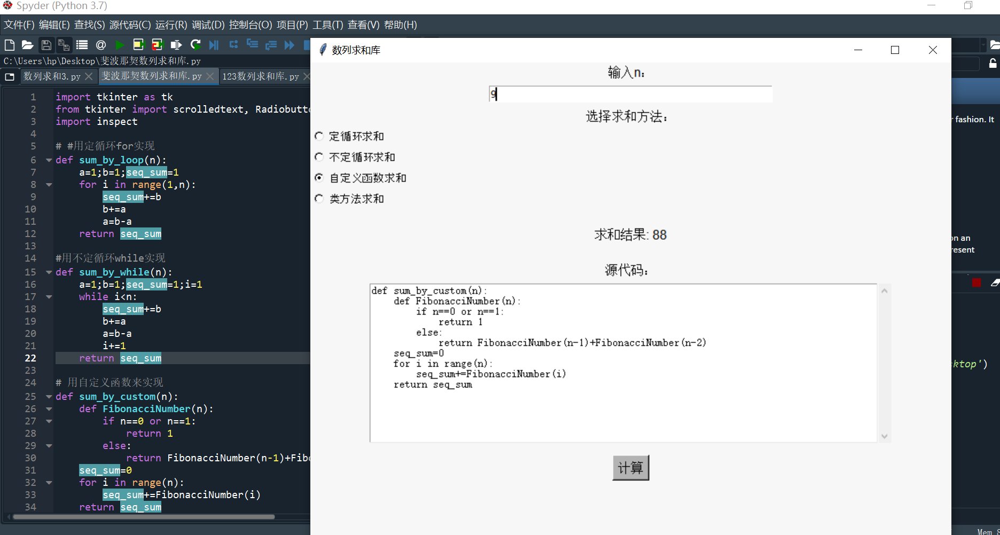 Spyder (Python 3.7)
文件(F) 编辑(E) 查找(S) 源代码(C) 运行(R) 调试(D) 控制台(O) 项目(P) 工具(T) 查看(V) 帮助(H)
C:\Users\hp\Desktop\斐波那契数列求和库.py
数列求和3.py
斐波那契数列求和库.py
123数列求和库.py
1 import tkinter as tk
2 from tkinter import scrolledtext, Radiobutto
3 import inspect
4
5 # #用定循环for实现
6 def sum_by_loop(n):
7 a=1;b=1;seq_sum=1
8 for i in range(1,n):
9 seq_sum+=b
10 b+=a
11 a=b-a
12 return seq_sum
13
14 #用不定循环while实现
15 def sum_by_while(n):
16 a=1;b=1;seq_sum=1;i=1
17 while i<n:
18 seq_sum+=b
19 b+=a
20 a=b-a
21 i+=1
22 return seq_sum
23
24 # 用自定义函数来实现
25 def sum_by_custom(n):
26 def FibonacciNumber(n):
27 if n==0 or n==1:
28 return 1
29 else:
30 return FibonacciNumber(n-1)+Fibo
31 seq_sum=0
32 for i in range(n):
33 seq_sum+=FibonacciNumber(i)
34 return seq_sum
数列求和库
输入n:
9
选择求和方法:
定循环求和
不定循环求和
自定义函数求和
类方法求和
求和结果: 88
源代码:
def sum_by_custom(n):
def FibonacciNumber(n):
if n==0 or n==1:
return 1
else:
return FibonacciNumber(n-1)+FibonacciNumber(n-2)
seq_sum=0
for i in range(n):
seq_sum+=FibonacciNumber(i)
return seq_sum
计算
fashion. It
on an
resent
ktop')
Mem